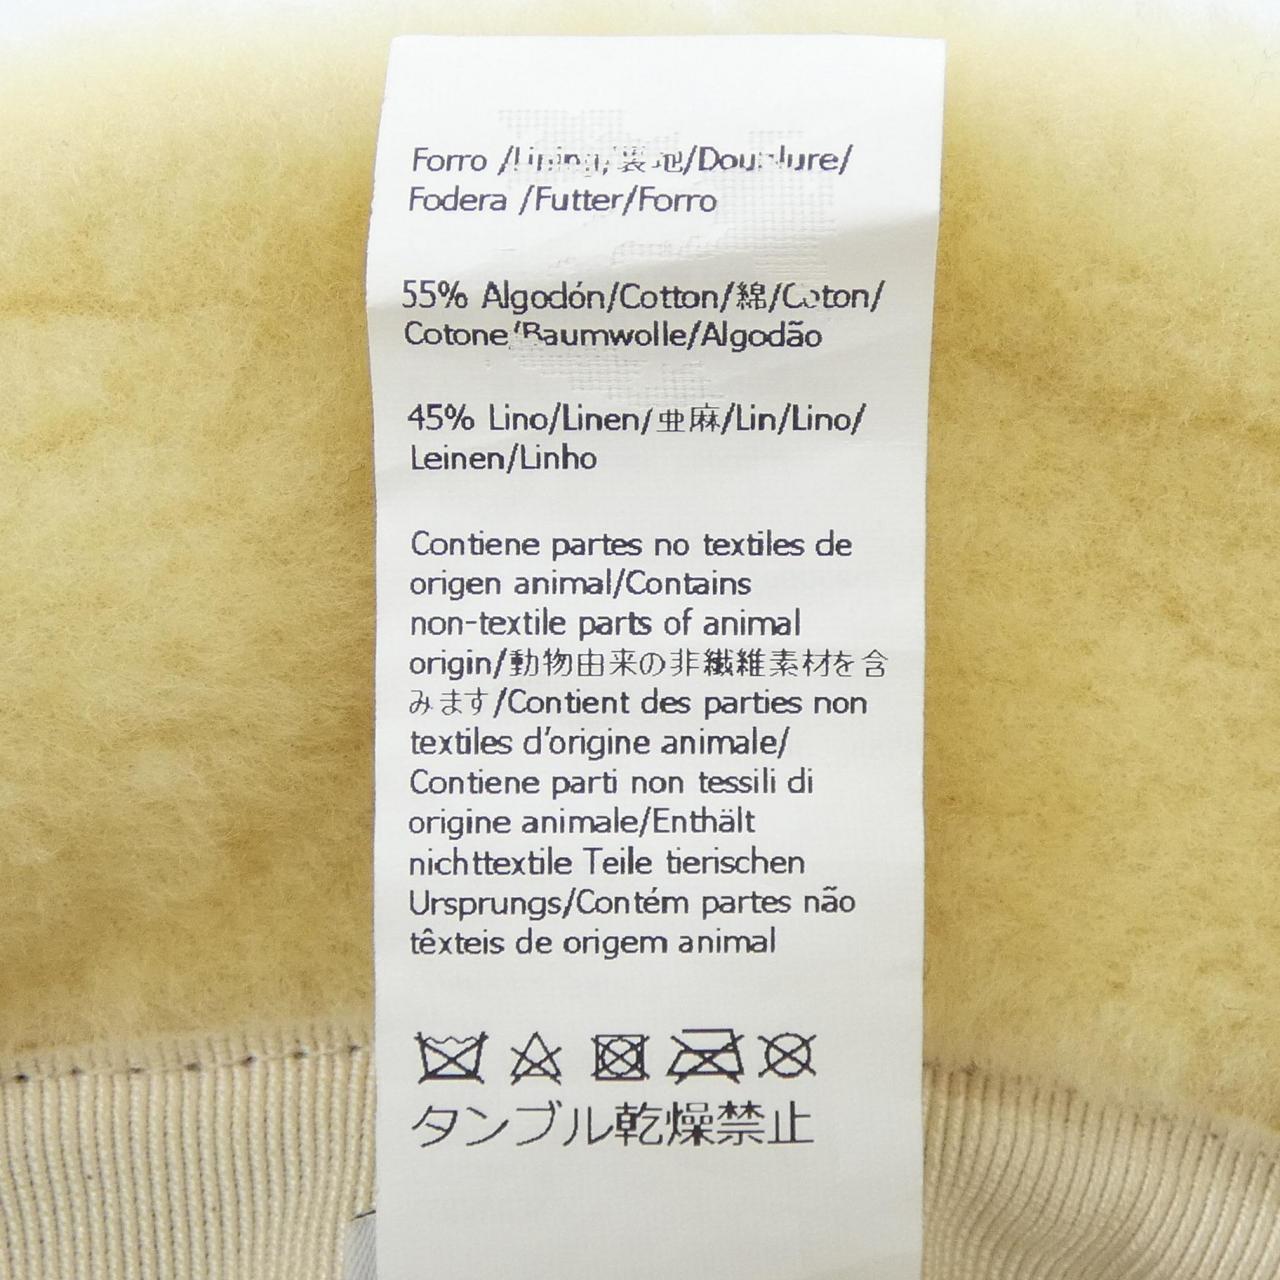 Forro /Lining/裏地/Doublure/
Fodera /Futter/Forro
55% Algodón/Cotton/綿/Coton/
Cotone/Baumwolle/Algodão
45% Lino/Linen/亜麻/Lin/Lino/
Leinen/Linho
Contiene partes no textiles de
origen animal/Contains
non-textile parts of animal
origin/動物由来の非繊維素材を含
みます/Contient des parties non
textiles d'origine animale/
Contiene parti non tessili di
origine animale/Enthält
nichttextile Teile tierischen
Ursprungs/Contém partes não
têxteis de origem animal
タンブル乾燥禁止